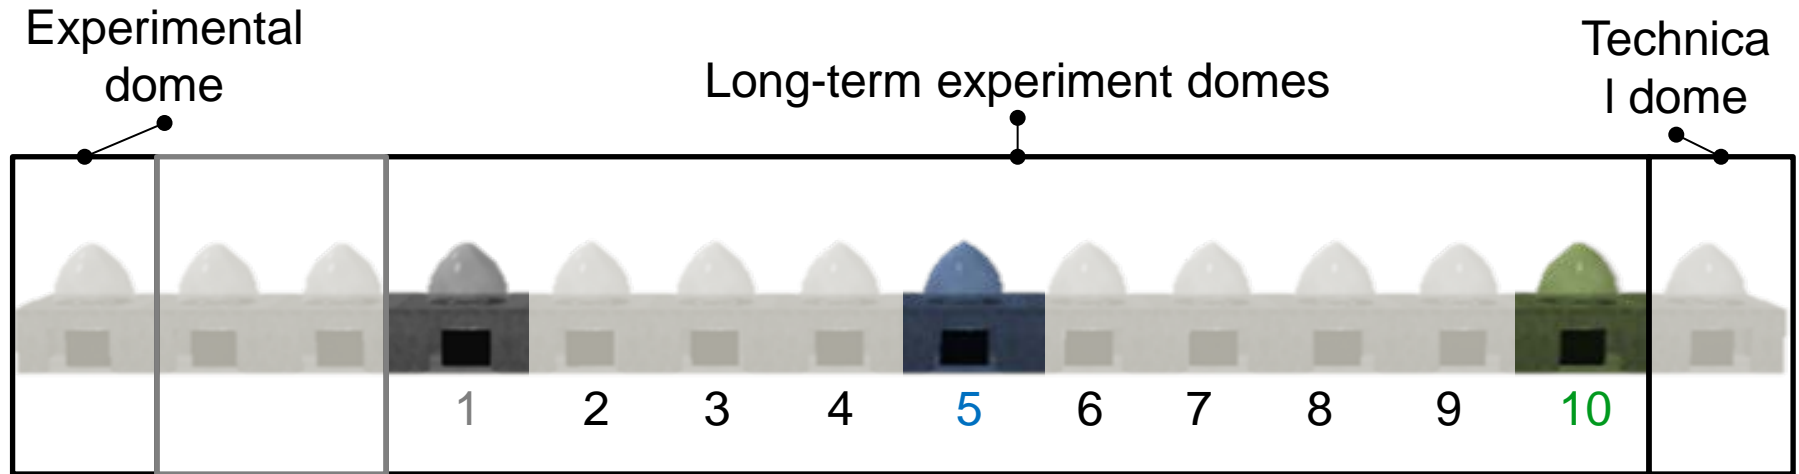 Experimental
dome
Long-term experiment domes
Technica
l dome
1 2 3 4 5 6 7 8 9 10